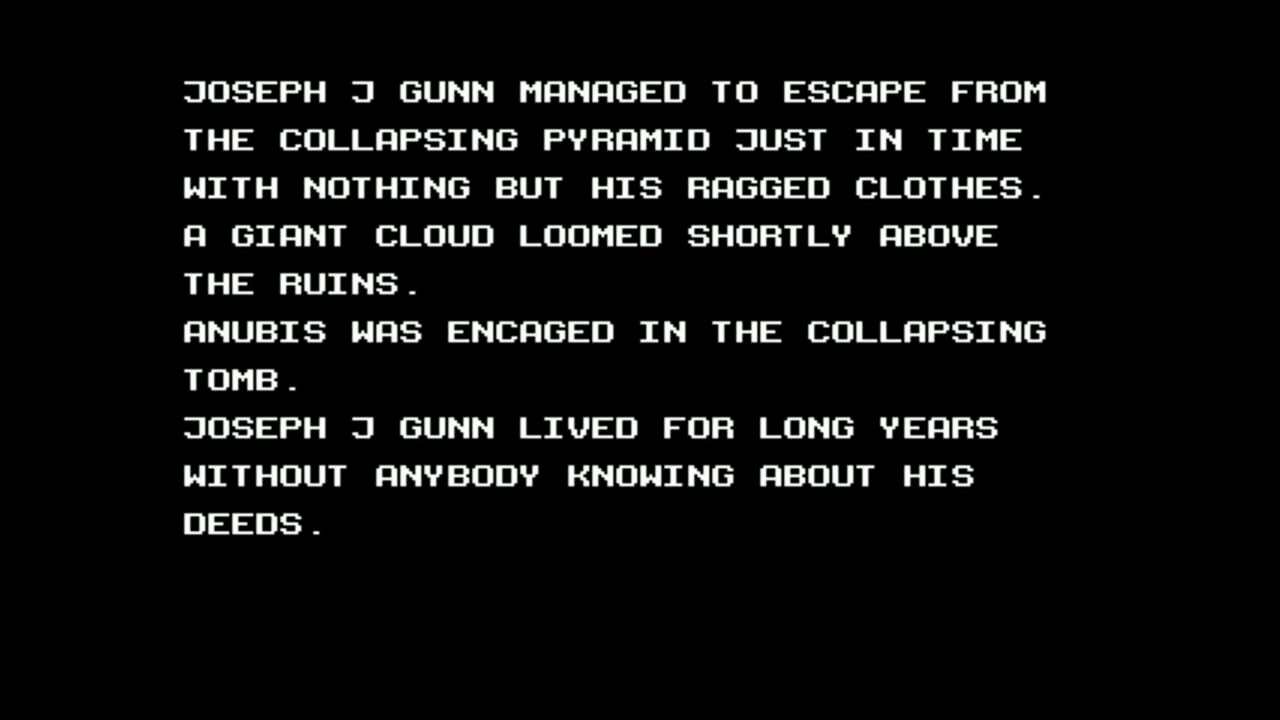 JOSEPH J GUNN MANAGED TO ESCAPE FROM
THE COLLAPSING PYRAMID JUST IN TIME
WITH NOTHING BUT HIS RAGGED CLOTHES.
A GIANT CLOUD LOOMED SHORTLY ABOVE
THE RUINS.
ANUBIS WAS ENCAGED IN THE COLLAPSING
TOMB.
JOSEPH J GUNN LIVED FOR LONG YEARS
WITHOUT ANYBODY KNOWING ABOUT HIS
DEEDS.